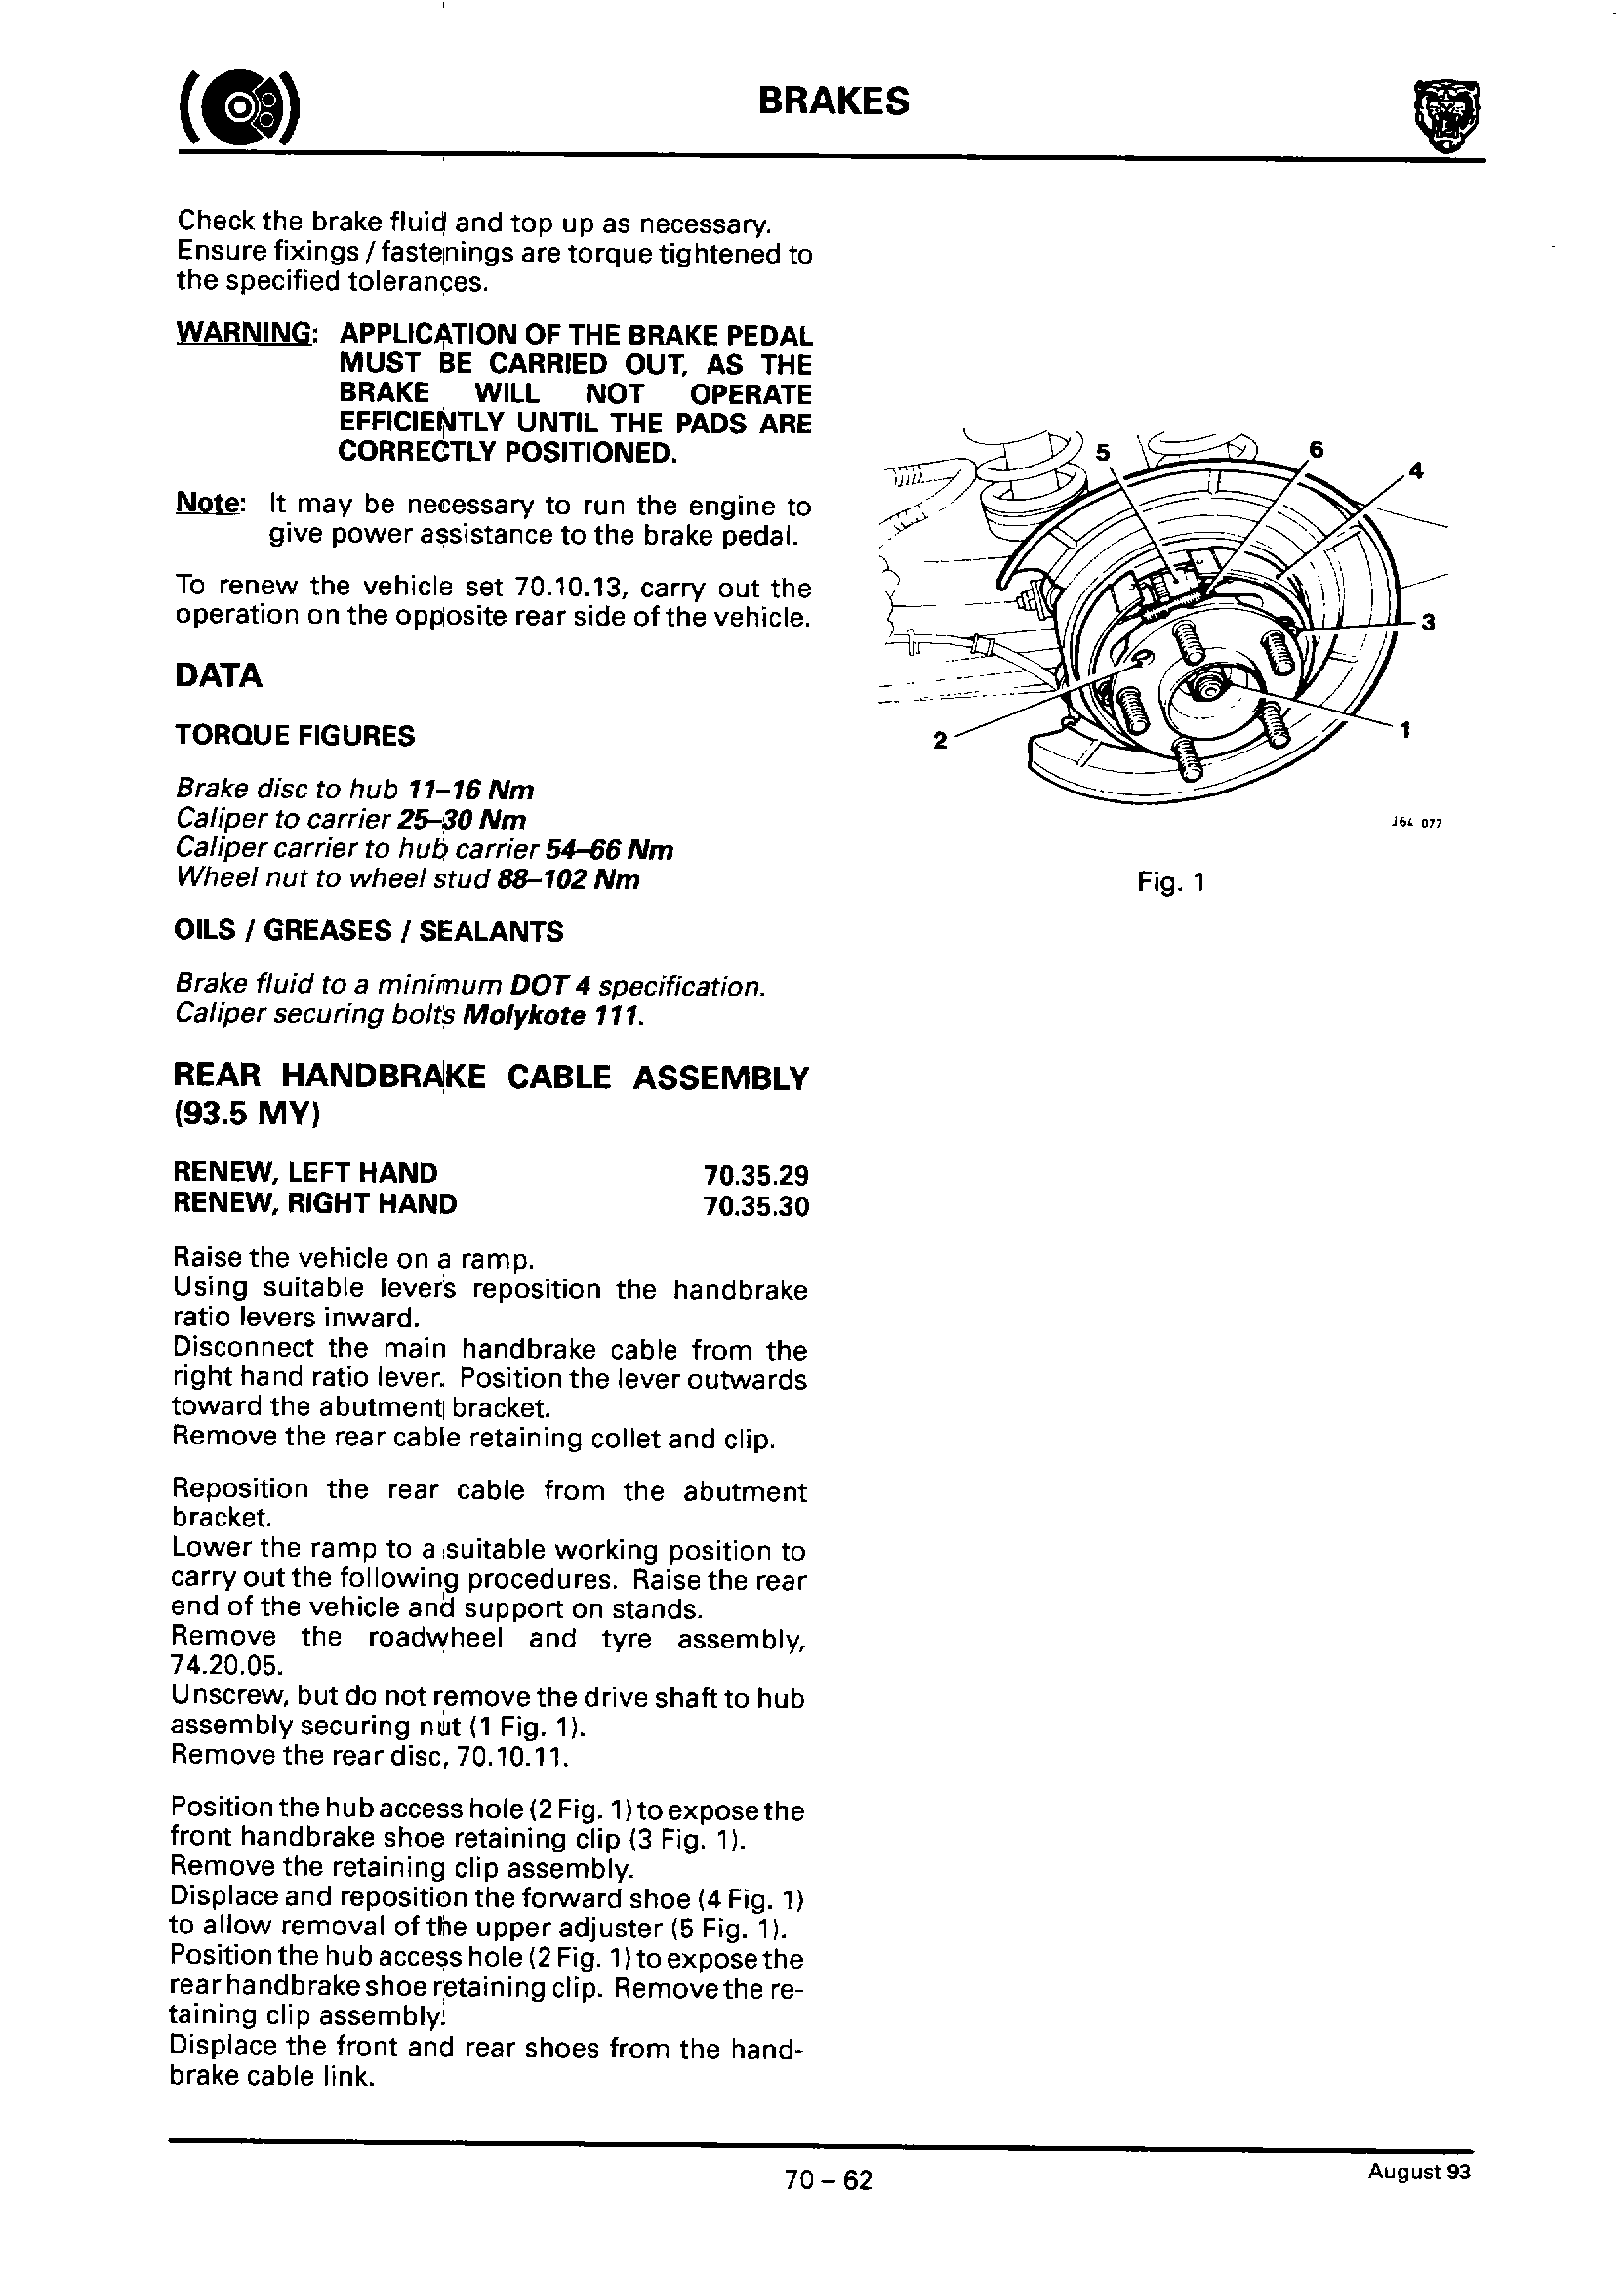 BRAKES
Check the brake fluid and top up as necessary.
Ensure fixings / fastenings are torque tightened to
the specified tolerances.
WARNING: APPLICATION OF THE BRAKE PEDAL
MUST BE CARRIED OUT, AS THE
BRAKE WILL NOT OPERATE
EFFICIENTLY UNTIL THE PADS ARE
CORRECTLY POSITIONED.
Note: It may be necessary to run the engine to
give power assistance to the brake pedal.
To renew the vehicle set 70.10.13, carry out the
operation on the opposite rear side of the vehicle.
DATA
TORQUE FIGURES
Brake disc to hub 11–16 Nm
Caliper to carrier 25–30 Nm
Caliper carrier to hub carrier 54–66 Nm
Wheel nut to wheel stud 88–102 Nm
OILS / GREASES / SEALANTS
Brake fluid to a minimum DOT 4 specification.
Caliper securing bolts Molykote 111.
REAR HANDBRAKE CABLE ASSEMBLY
(93.5 MY)
RENEW, LEFT HAND 70.35.29
RENEW, RIGHT HAND 70.35.30
Raise the vehicle on a ramp.
Using suitable levers reposition the handbrake
ratio levers inward.
Disconnect the main handbrake cable from the
right hand ratio lever. Position the lever outwards
toward the abutment bracket.
Remove the rear cable retaining collet and clip.
Reposition the rear cable from the abutment
bracket.
Lower the ramp to a suitable working position to
carry out the following procedures. Raise the rear
end of the vehicle and support on stands.
Remove the roadwheel and tyre assembly,
74.20.05.
Unscrew, but do not remove the drive shaft to hub
assembly securing nut (1 Fig. 1).
Remove the rear disc, 70.10.11.
Position the hub access hole (2 Fig. 1) to expose the
front handbrake shoe retaining clip (3 Fig. 1).
Remove the retaining clip assembly.
Displace and reposition the forward shoe (4 Fig. 1)
to allow removal of the upper adjuster (5 Fig. 1).
Position the hub access hole (2 Fig. 1) to expose the
rear handbrake shoe retaining clip. Remove the re-
taining clip assembly.
Displace the front and rear shoes from the hand-
brake cable link.
5
6
4
3
2
1
J64 077
Fig. 1
70 – 62
August 93